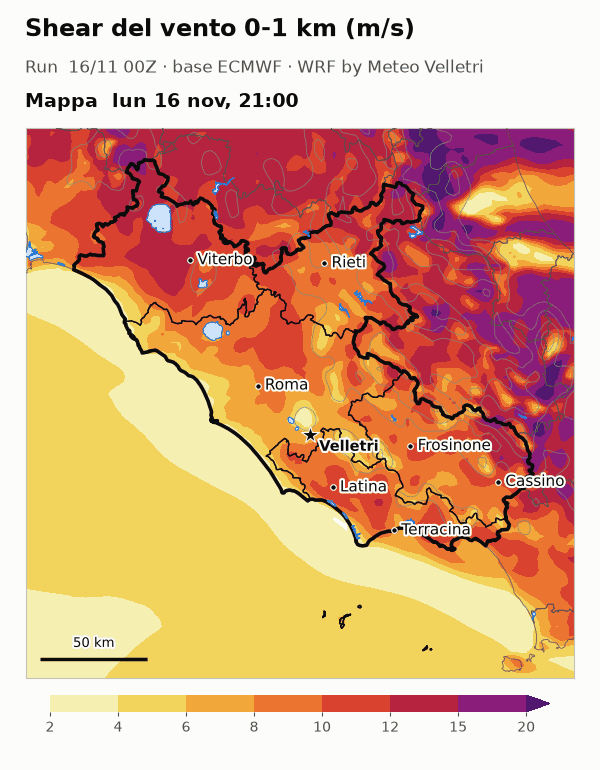 Shear del vento 0-1 km (m/s)
Run  16/11 00Z · base ECMWF · WRF by Meteo Velletri
Mappa  lun 16 nov, 21:00
Viterbo
Rieti
Roma
Velletri
Frosinone
Latina
Cassino
Terracina
50 km
2 4 6 8 10 12 15 20